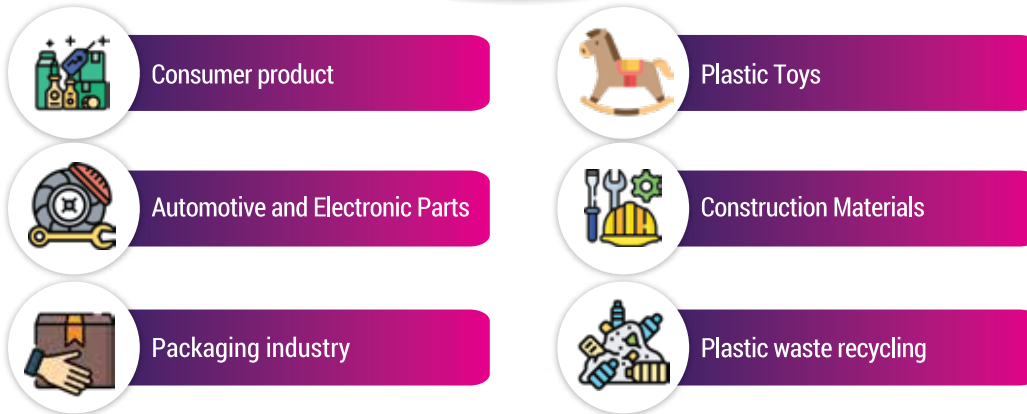 Consumer product
Plastic Toys
Automotive and Electronic Parts
Construction Materials
Packaging industry
Plastic waste recycling